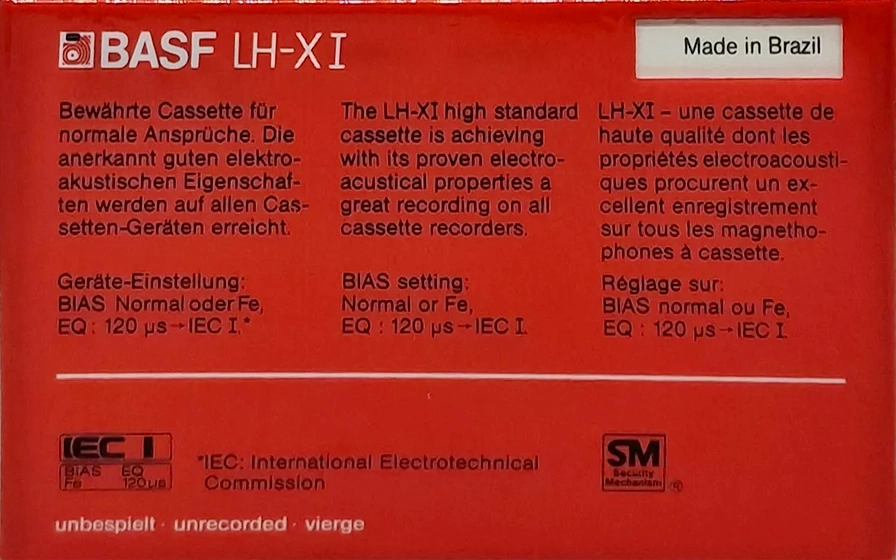 BASF LH-X I
Made in Brazil
Bewährte Cassette für
normale Ansprüche. Die
anerkannt guten elektro-
akustischen Eigenschaf-
ten werden auf allen Cas-
setten-Geräten erreicht.
Geräte-Einstellung:
BIAS Normal oder Fe,
EQ : 120 µs→IEC I.*
The LH-XI high standard
cassette is achieving
with its proven electro-
acustical properties a
great recording on all
cassette recorders.
BIAS setting:
Normal or Fe,
EQ : 120 µs→IEC I.
LH-XI – une cassette de
haute qualité dont les
propriétés electroacousti-
ques procurent un ex-
cellent enregistrement
sur tous les magnetho-
phones à cassette.
Réglage sur:
BIAS normal ou Fe,
EQ : 120 µs→IEC I.
IEC I
BIAS EQ
Fe 120µs
*IEC: International Electrotechnical
Commission
SM
Security
Mechanism ®
unbespielt · unrecorded · vierge